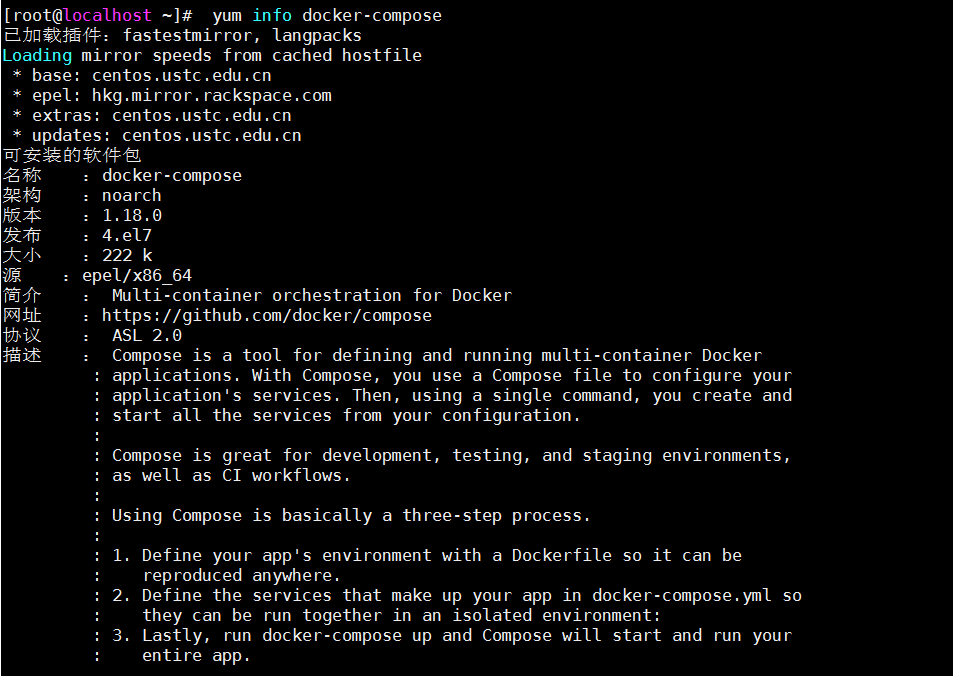 [root@localhost ~]#  yum info docker-compose
已加载插件：fastestmirror, langpacks
Loading mirror speeds from cached hostfile
 * base: centos.ustc.edu.cn
 * epel: hkg.mirror.rackspace.com
 * extras: centos.ustc.edu.cn
 * updates: centos.ustc.edu.cn
可安装的软件包
名称    ：docker-compose
架构    ：noarch
版本    ：1.18.0
发布    ：4.el7
大小    ：222 k
源    ：epel/x86_64
简介    ： Multi-container orchestration for Docker
网址    ：https://github.com/docker/compose
协议    ： ASL 2.0
描述    ： Compose is a tool for defining and running multi-container Docker
         : applications. With Compose, you use a Compose file to configure your
         : application's services. Then, using a single command, you create and
         : start all the services from your configuration.
         :
         : Compose is great for development, testing, and staging environments,
         : as well as CI workflows.
         :
         : Using Compose is basically a three-step process.
         :
         : 1. Define your app's environment with a Dockerfile so it can be
         :    reproduced anywhere.
         : 2. Define the services that make up your app in docker-compose.yml so
         :    they can be run together in an isolated environment:
         : 3. Lastly, run docker-compose up and Compose will start and run your
         :    entire app.